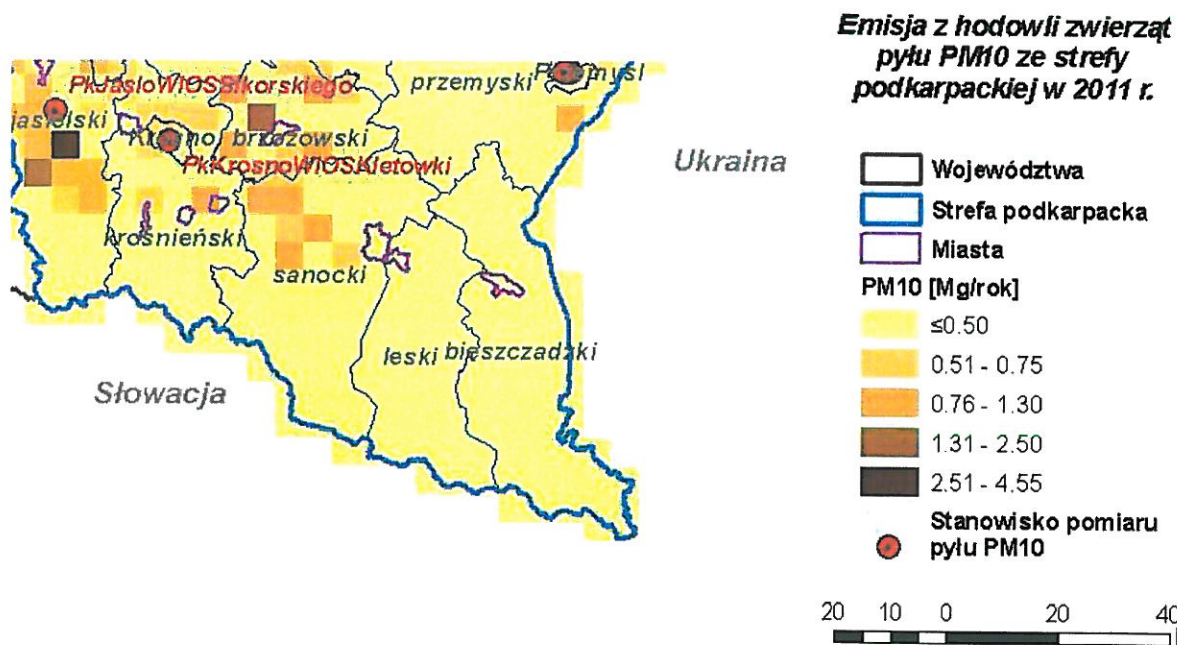 Emisja z hodowli zwierząt
pyłu PM10 ze strefy
podkarpackiej w 2011 r.
przemyski
PkJasloWIOSSikorskiego
jasielski
brzozowski
PkKrosnoWIOSKletowki
Ukraina
krośnieński
sanocki
leski
bieszczadzki
Słowacja
Województwa
Strefa podkarpacka
Miasta
PM10 [Mg/rok]
≤0.50
0.51 - 0.75
0.76 - 1.30
1.31 - 2.50
2.51 - 4.55
Stanowisko pomiaru
pyłu PM10
20 10 0 20 40